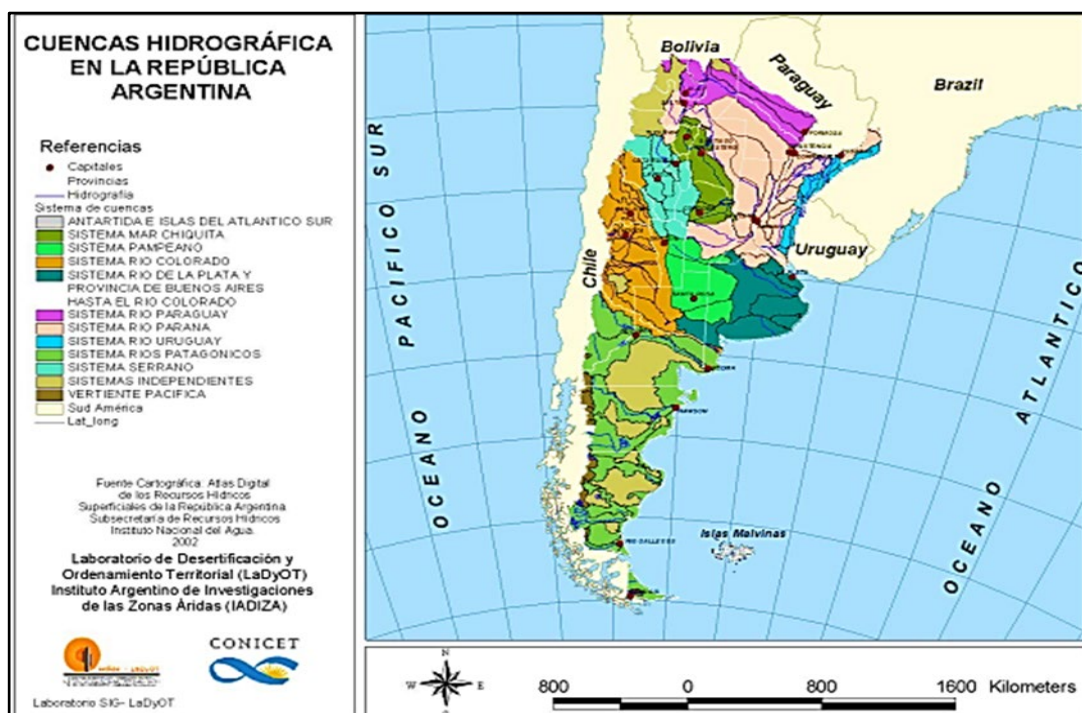 CUENCAS HIDROGRÁFICA
EN LA REPÚBLICA
ARGENTINA
Referencias
Capitales
Provincias
Hidrografía
Sistema de cuencas
ANTARTIDA E ISLAS DEL ATLANTICO SUR
SISTEMA MAR CHIQUITA
SISTEMA PAMPEANO
SISTEMA RIO COLORADO
SISTEMA RIO DE LA PLATA Y
PROVINCIA DE BUENOS AIRES
HASTA EL RIO COLORADO
SISTEMA RIO PARAGUAY
SISTEMA RIO PARANA
SISTEMA RIO URUGUAY
SISTEMA RIOS PATAGONICOS
SISTEMA SERRANO
SISTEMAS INDEPENDIENTES
VERTIENTE PACIFICA
Sud América
Lat_long
Fuente Cartográfica: Atlas Digital
de los Recursos Hídricos
Superficiales de la República Argentina.
Subsecretaría de Recursos Hídricos
Instituto Nacional del Agua.
2002
Laboratorio de Desertificación y
Ordenamiento Territorial (LaDyOT)
Instituto Argentino de Investigaciones
de las Zonas Áridas (IADIZA)
CONICET
Laboratorio SIG- LaDyOT
Bolivia
Paraguay
Brazil
Uruguay
Chile
OCEANO PACIFICO SUR
OCEANO ATLANTICO
FORMOSA
RAWSON
RIO GALLEGOS
Islas Malvinas
N
W E
S
800 0 800 1600 Kilometers